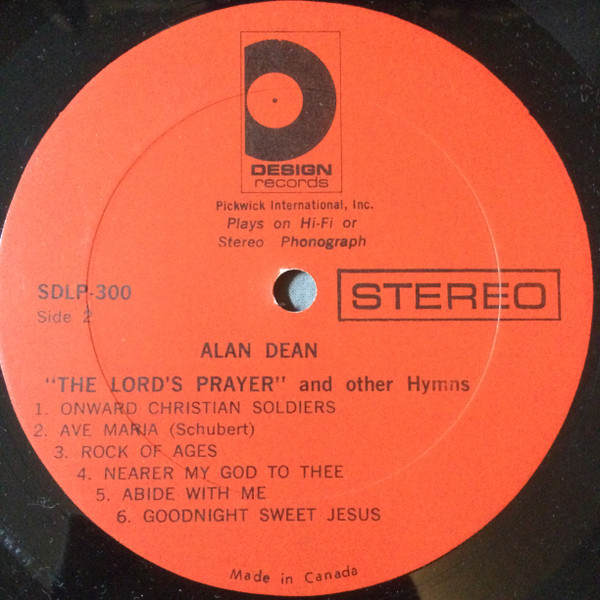 DESIGN
records
Pickwick International, Inc.
Plays on Hi-Fi or
Stereo Phonograph
SDLP-300
Side 2
STEREO
ALAN DEAN
"THE LORD'S PRAYER" and other Hymns
1. ONWARD CHRISTIAN SOLDIERS
2. AVE MARIA (Schubert)
3. ROCK OF AGES
4. NEARER MY GOD TO THEE
5. ABIDE WITH ME
6. GOODNIGHT SWEET JESUS
Made in Canada